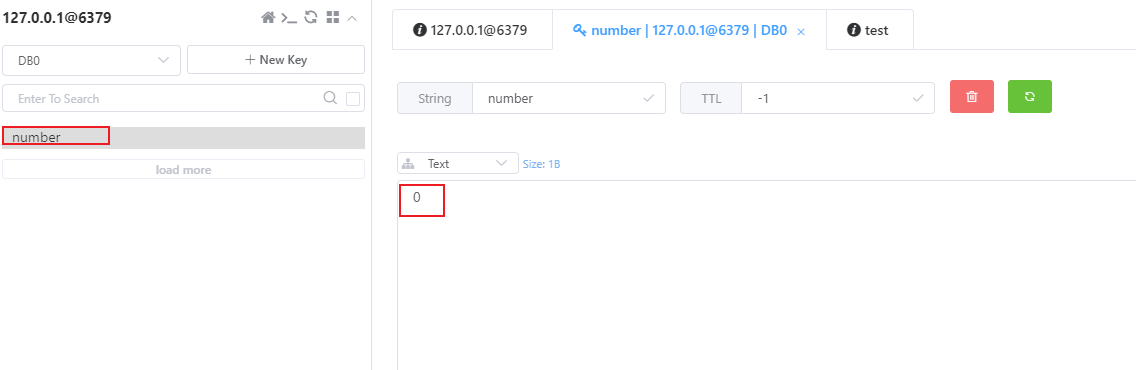 127.0.0.1@6379
DB0
+ New Key
Enter To Search
number
load more
127.0.0.1@6379
number | 127.0.0.1@6379 | DB0 ×
test
String number
TTL -1
Text
Size: 1B
0